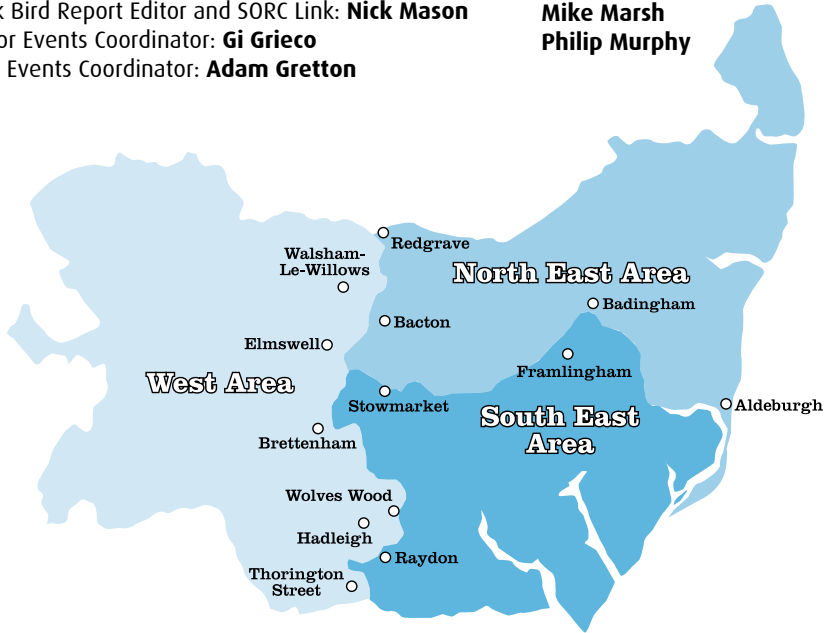 Bird Report Editor and SORC Link: Nick Mason
Events Coordinator: Gi Grieco
Events Coordinator: Adam Gretton
Mike Marsh
Philip Murphy
Redgrave
Walsham-
Le-Willows
North East Area
Badingham
Bacton
Elmswell
Framlingham
West Area
Stowmarket
Aldeburgh
South East
Area
Brettenham
Wolves Wood
Hadleigh
Raydon
Thorington
Street